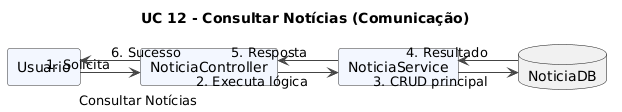 UC 12 - Consultar Notícias (Comunicação)
6. Sucesso
5. Resposta
4. Resultado
Usuário
1. Solicita
NoticiaController
NoticiaService
NoticiaDB
2. Executa lógica
3. CRUD principal
Consultar Notícias